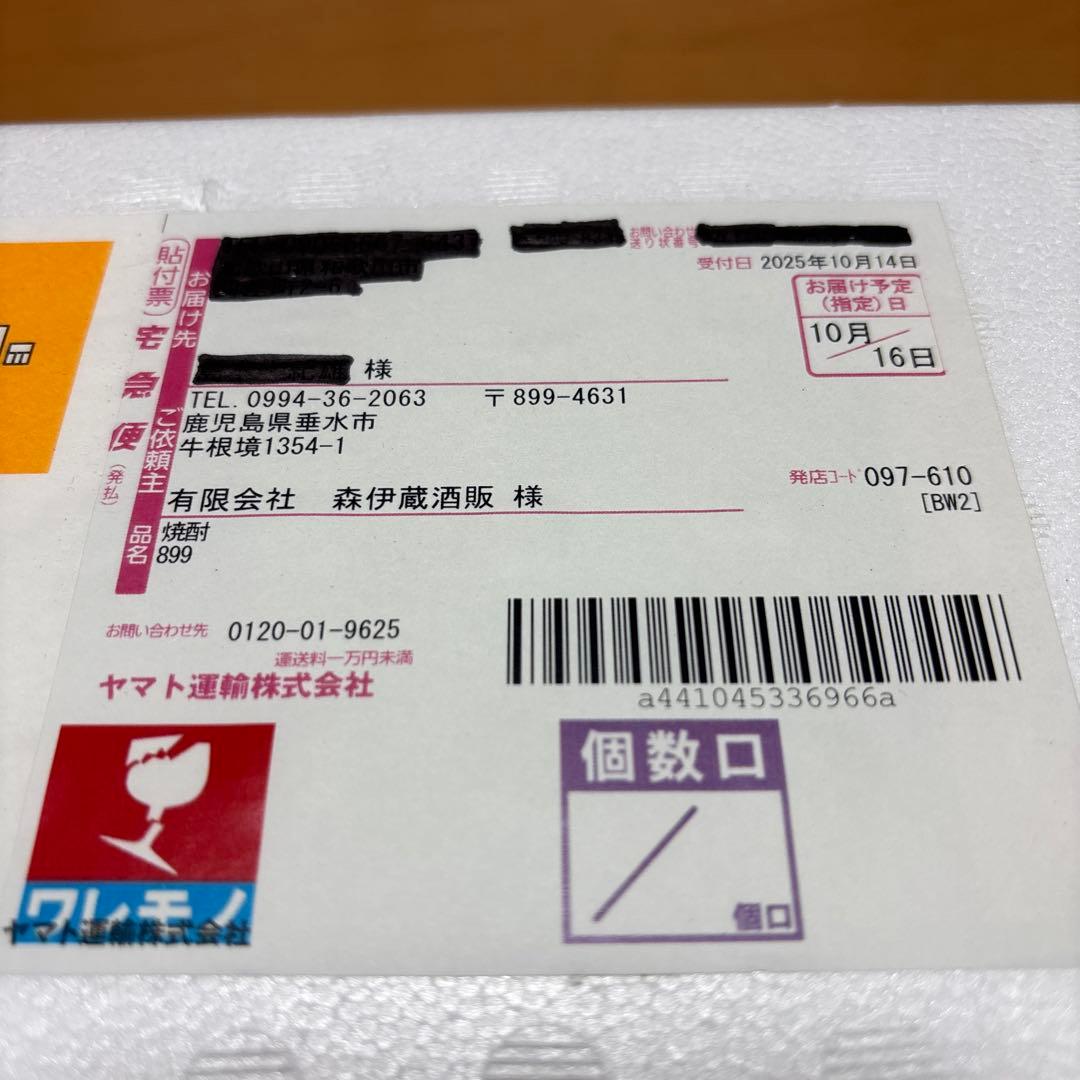 貼付票
宅急便
(発払)
お届け先
お問い合わせ
送り状番号
受付日 2025年10月14日
お届け予定
(指定)日
10月
16日
様
TEL. 0994-36-2063 〒899-4631
ご依頼主
鹿児島県垂水市
牛根境1354-1
発店コード 097-610
[BW2]
有限会社 森伊蔵酒販 様
品名
焼酎
899
お問い合わせ先 0120-01-9625
運送料一万円未満
ヤマト運輸株式会社
a441045336966a
個数口
個口
ワレモノ
ヤマト運輸株式会社